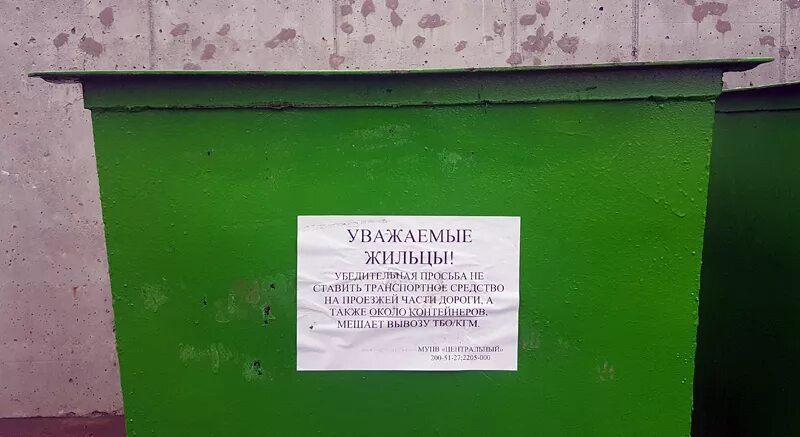 УВАЖАЕМЫЕ
ЖИЛЬЦЫ!
УБЕДИТЕЛЬНАЯ ПРОСЬБА НЕ
СТАВИТЬ ТРАНСПОРТНОЕ СРЕДСТВО
НА ПРОЕЗЖЕЙ ЧАСТИ ДОРОГИ, А
ТАКЖЕ ОКОЛО КОНТЕЙНЕРОВ.
МЕШАЕТ ВЫВОЗУ ТБО/КГМ.
МУПВ «ЦЕНТРАЛЬНЫЙ»
200-51-27;2205-000